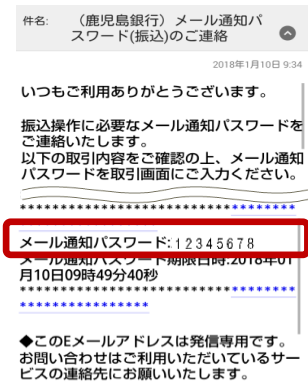 件名: （鹿児島銀行）メール通知パ
スワード(振込)のご連絡
2018年1月10日 9:34
いつもご利用ありがとうございます。
振込操作に必要なメール通知パスワードを
ご連絡いたします。
以下の取引内容をご確認の上、メール通知
パスワードを取引画面にご入力ください。
************************************
メール通知パスワード:12345678
メール通知パスワード期限日時:2018年01
月10日09時49分40秒
************************************
****************
◆このEメールアドレスは発信専用です。
お問い合わせはご利用いただいているサー
ビスの連絡先にお願いいたします。